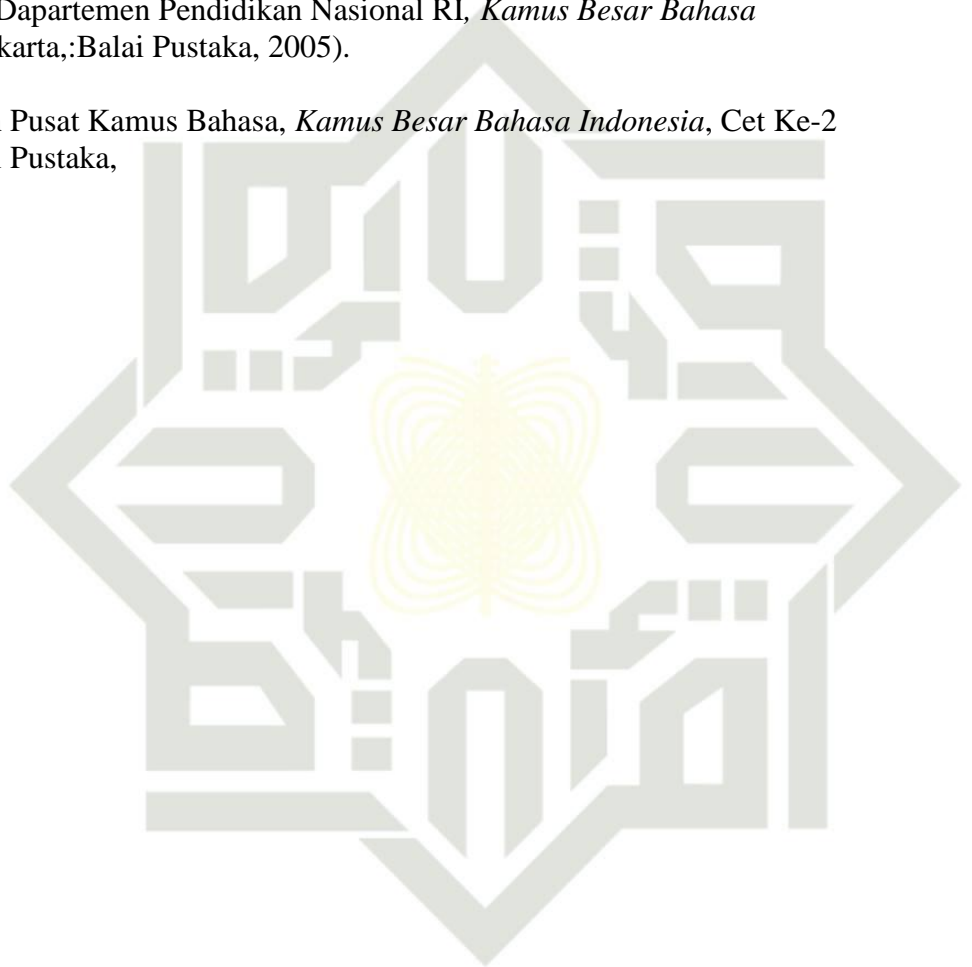 Dapartemen Pendidikan Nasional RI, Kamus Besar Bahasa
karta,:Balai Pustaka, 2005).
Pusat Kamus Bahasa, Kamus Besar Bahasa Indonesia, Cet Ke-2
Pustaka,